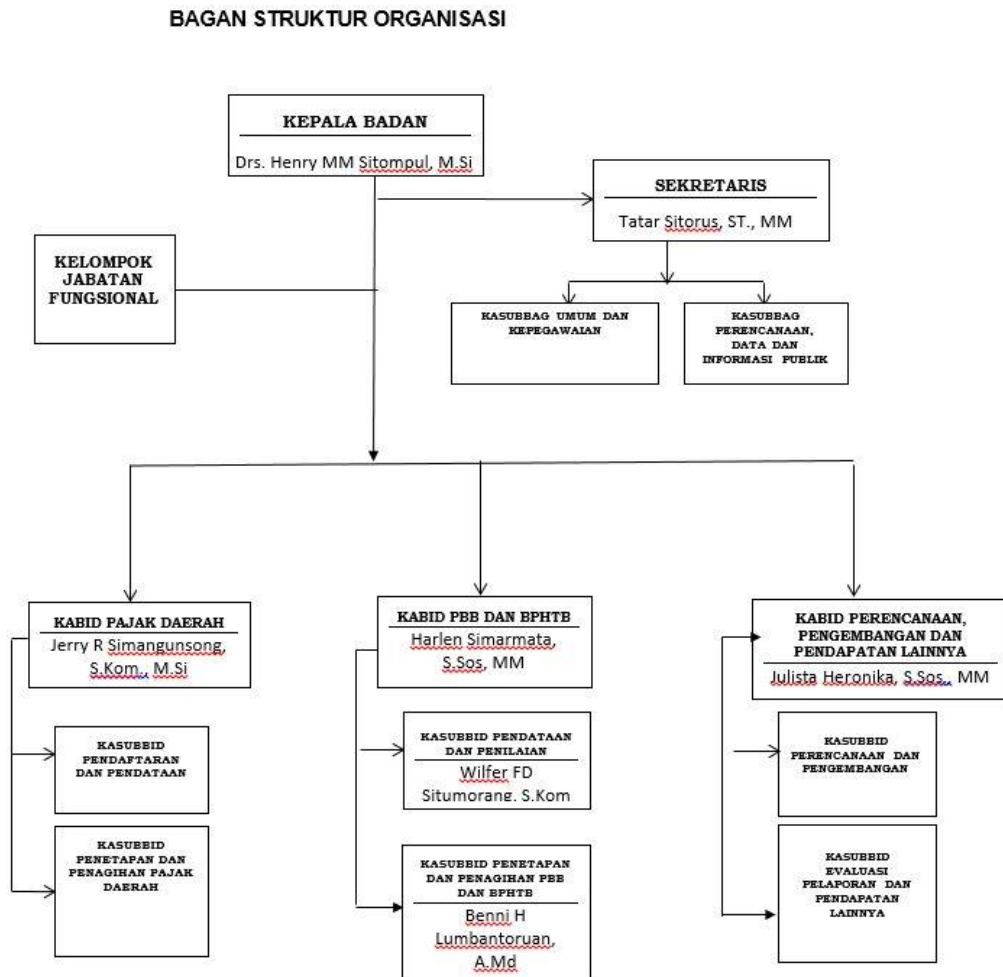 BAGAN STRUKTUR ORGANISASI
KEPALA BADAN
Drs. Henry MM Sitompul, M.Si
SEKRETARIS
Tatar Sitorus, ST., MM
KELOMPOK
JABATAN
FUNGSIONAL
KASUBBAG UMUM DAN
KEPEGAWAIAN
KASUBBAG
PERENCANAAN,
DATA DAN
INFORMASI PUBLIK
KABID PAJAK DAERAH
Jerry R Simangunsong,
S.Kom., M.Si
KASUBBID
PENDAFTARAN
DAN PENDATAAN
KASUBBID
PENETAPAN DAN
PENAGIHAN PAJAK
DAERAH
KABID PBB DAN BPHTB
Harlen Simarmata,
S.Sos, MM
KASUBBID PENDATAAN
DAN PENILAIAN
Wilfer FD
Situmorang. S.Kom
KASUBBID PENETAPAN
DAN PENAGIHAN PBB
DAN BPHTB
Benni H
Lumbantoruan,
A.Md
KABID PERENCANAAN,
PENGEMBANGAN DAN
PENDAPATAN LAINNYA
Julista Heronika, S.Sos., MM
KASUBBID
PERENCANAAN DAN
PENGEMBANGAN
KASUBBID
EVALUASI
PELAPORAN DAN
PENDAPATAN
LAINNYA